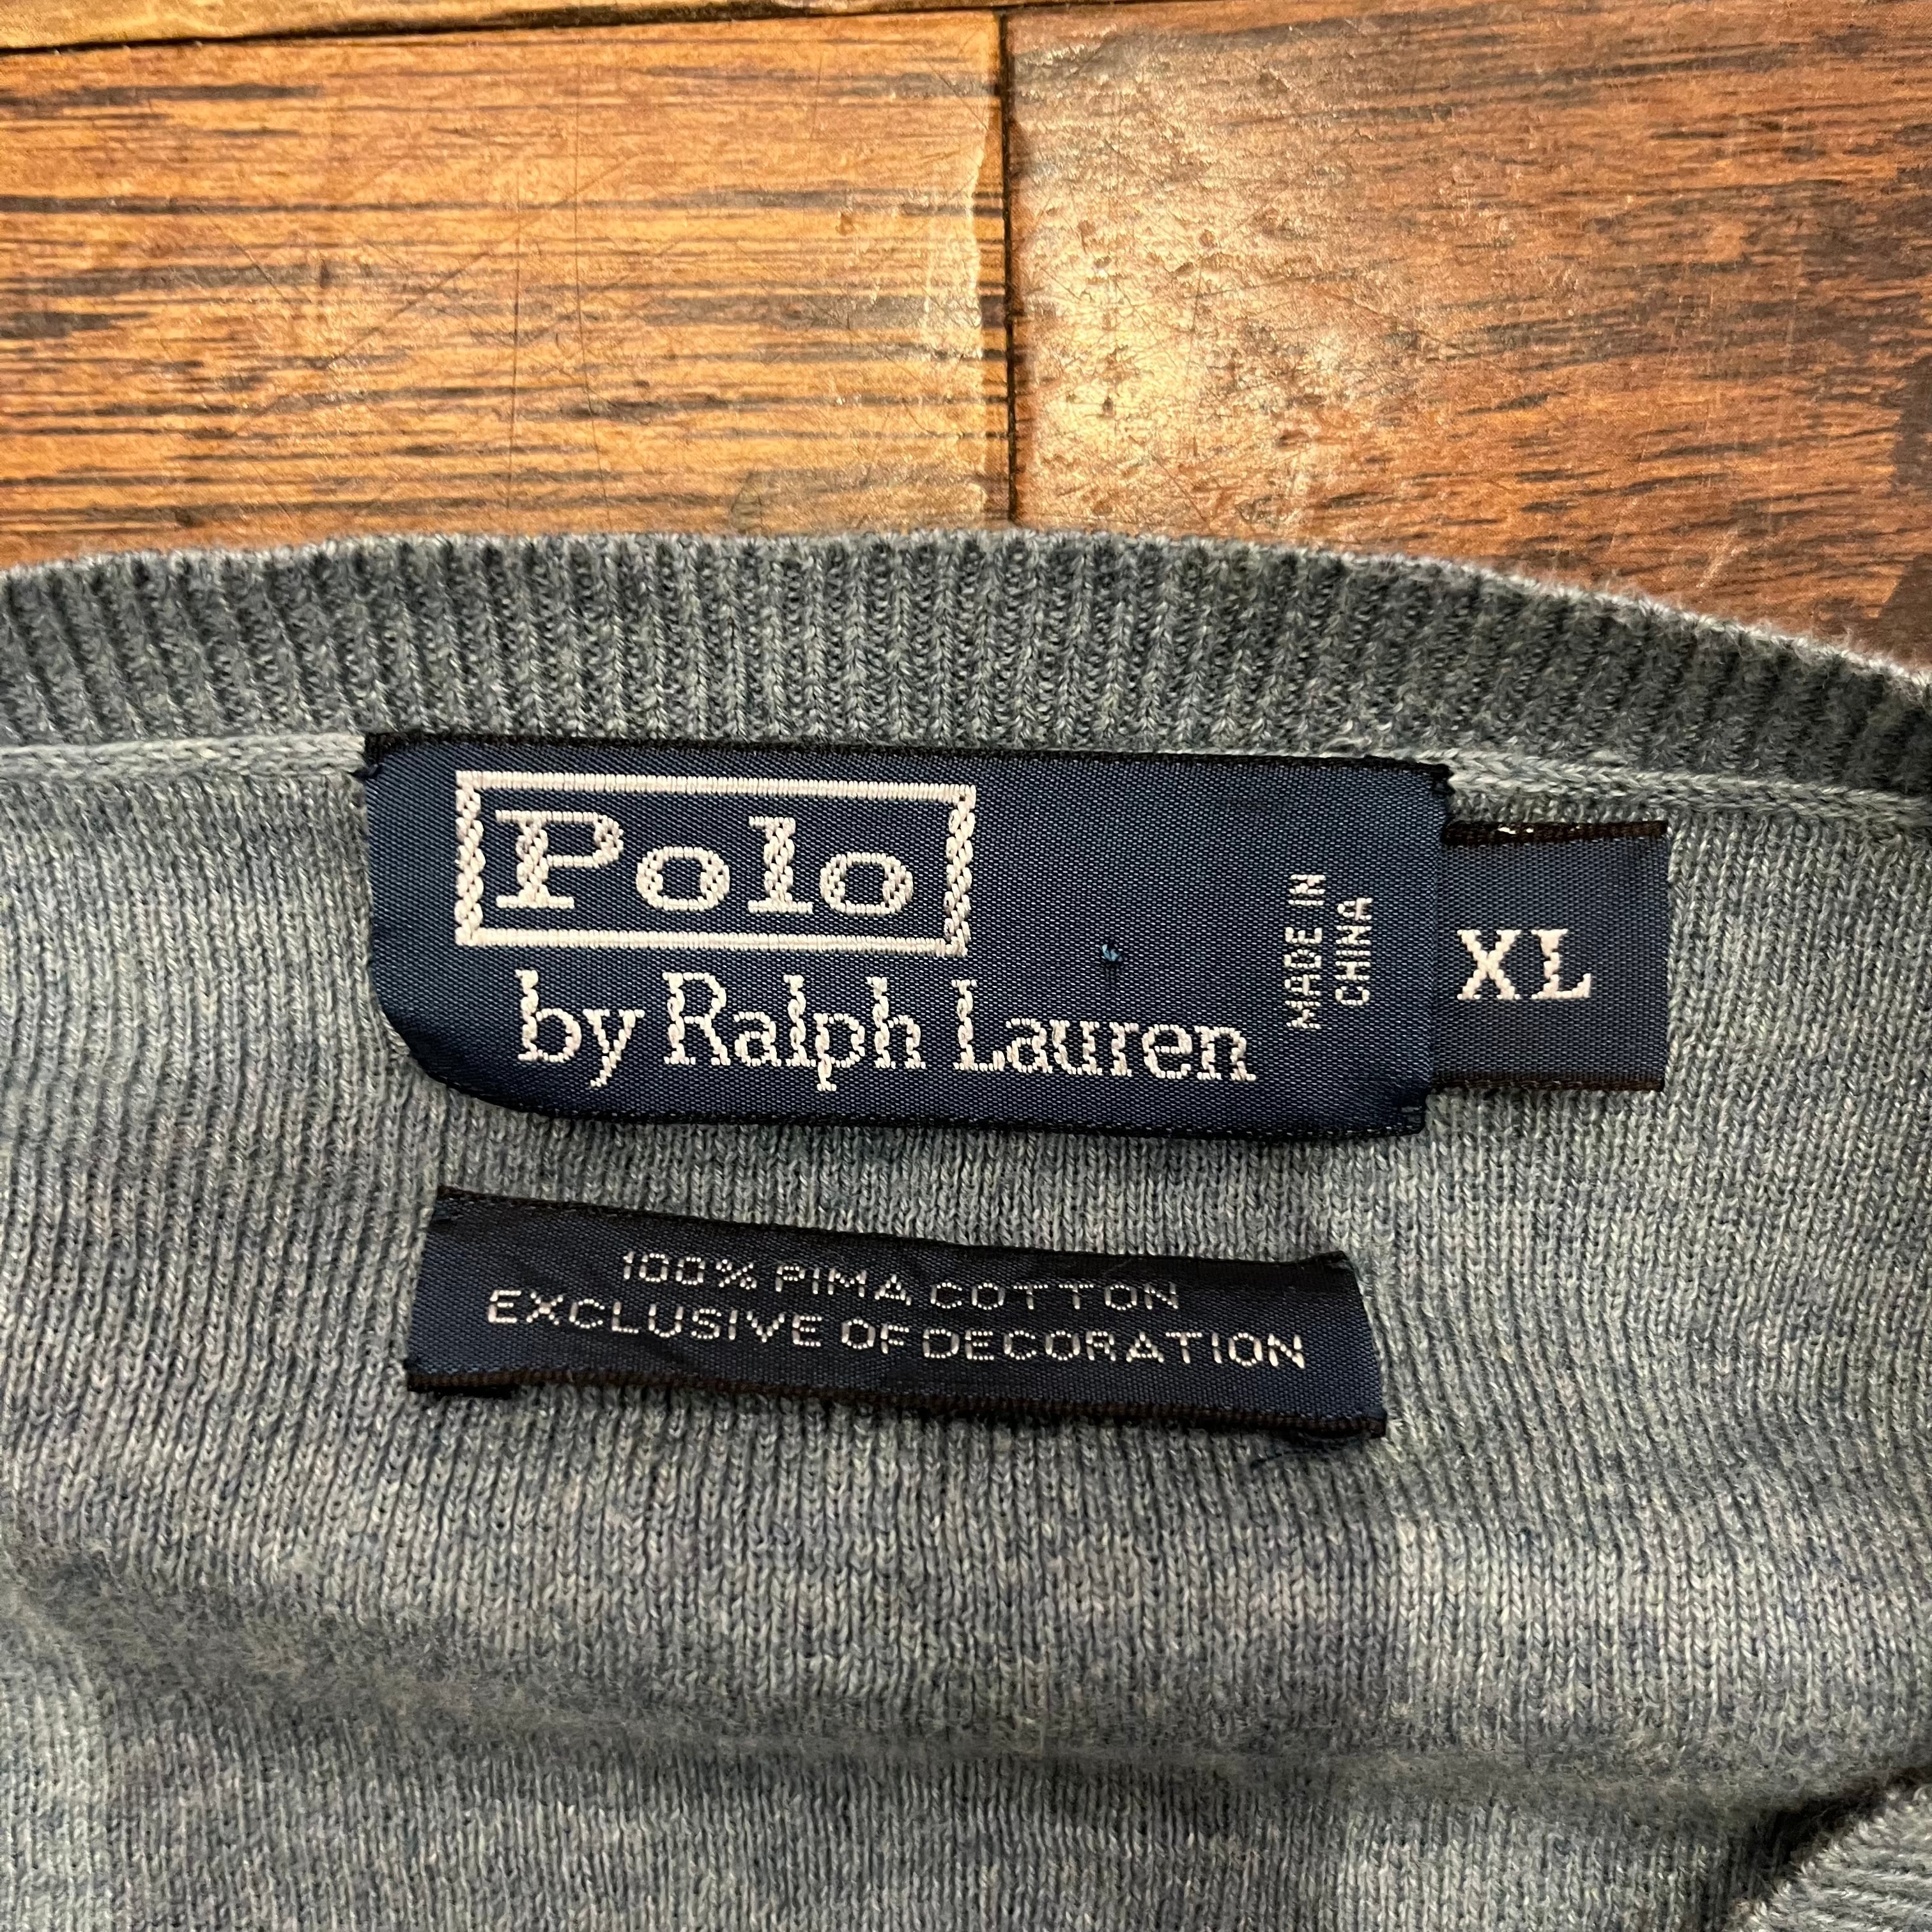 Polo
by Ralph Lauren
MADE IN
CHINA
XL
100% PIMA COTTON
EXCLUSIVE OF DECORATION